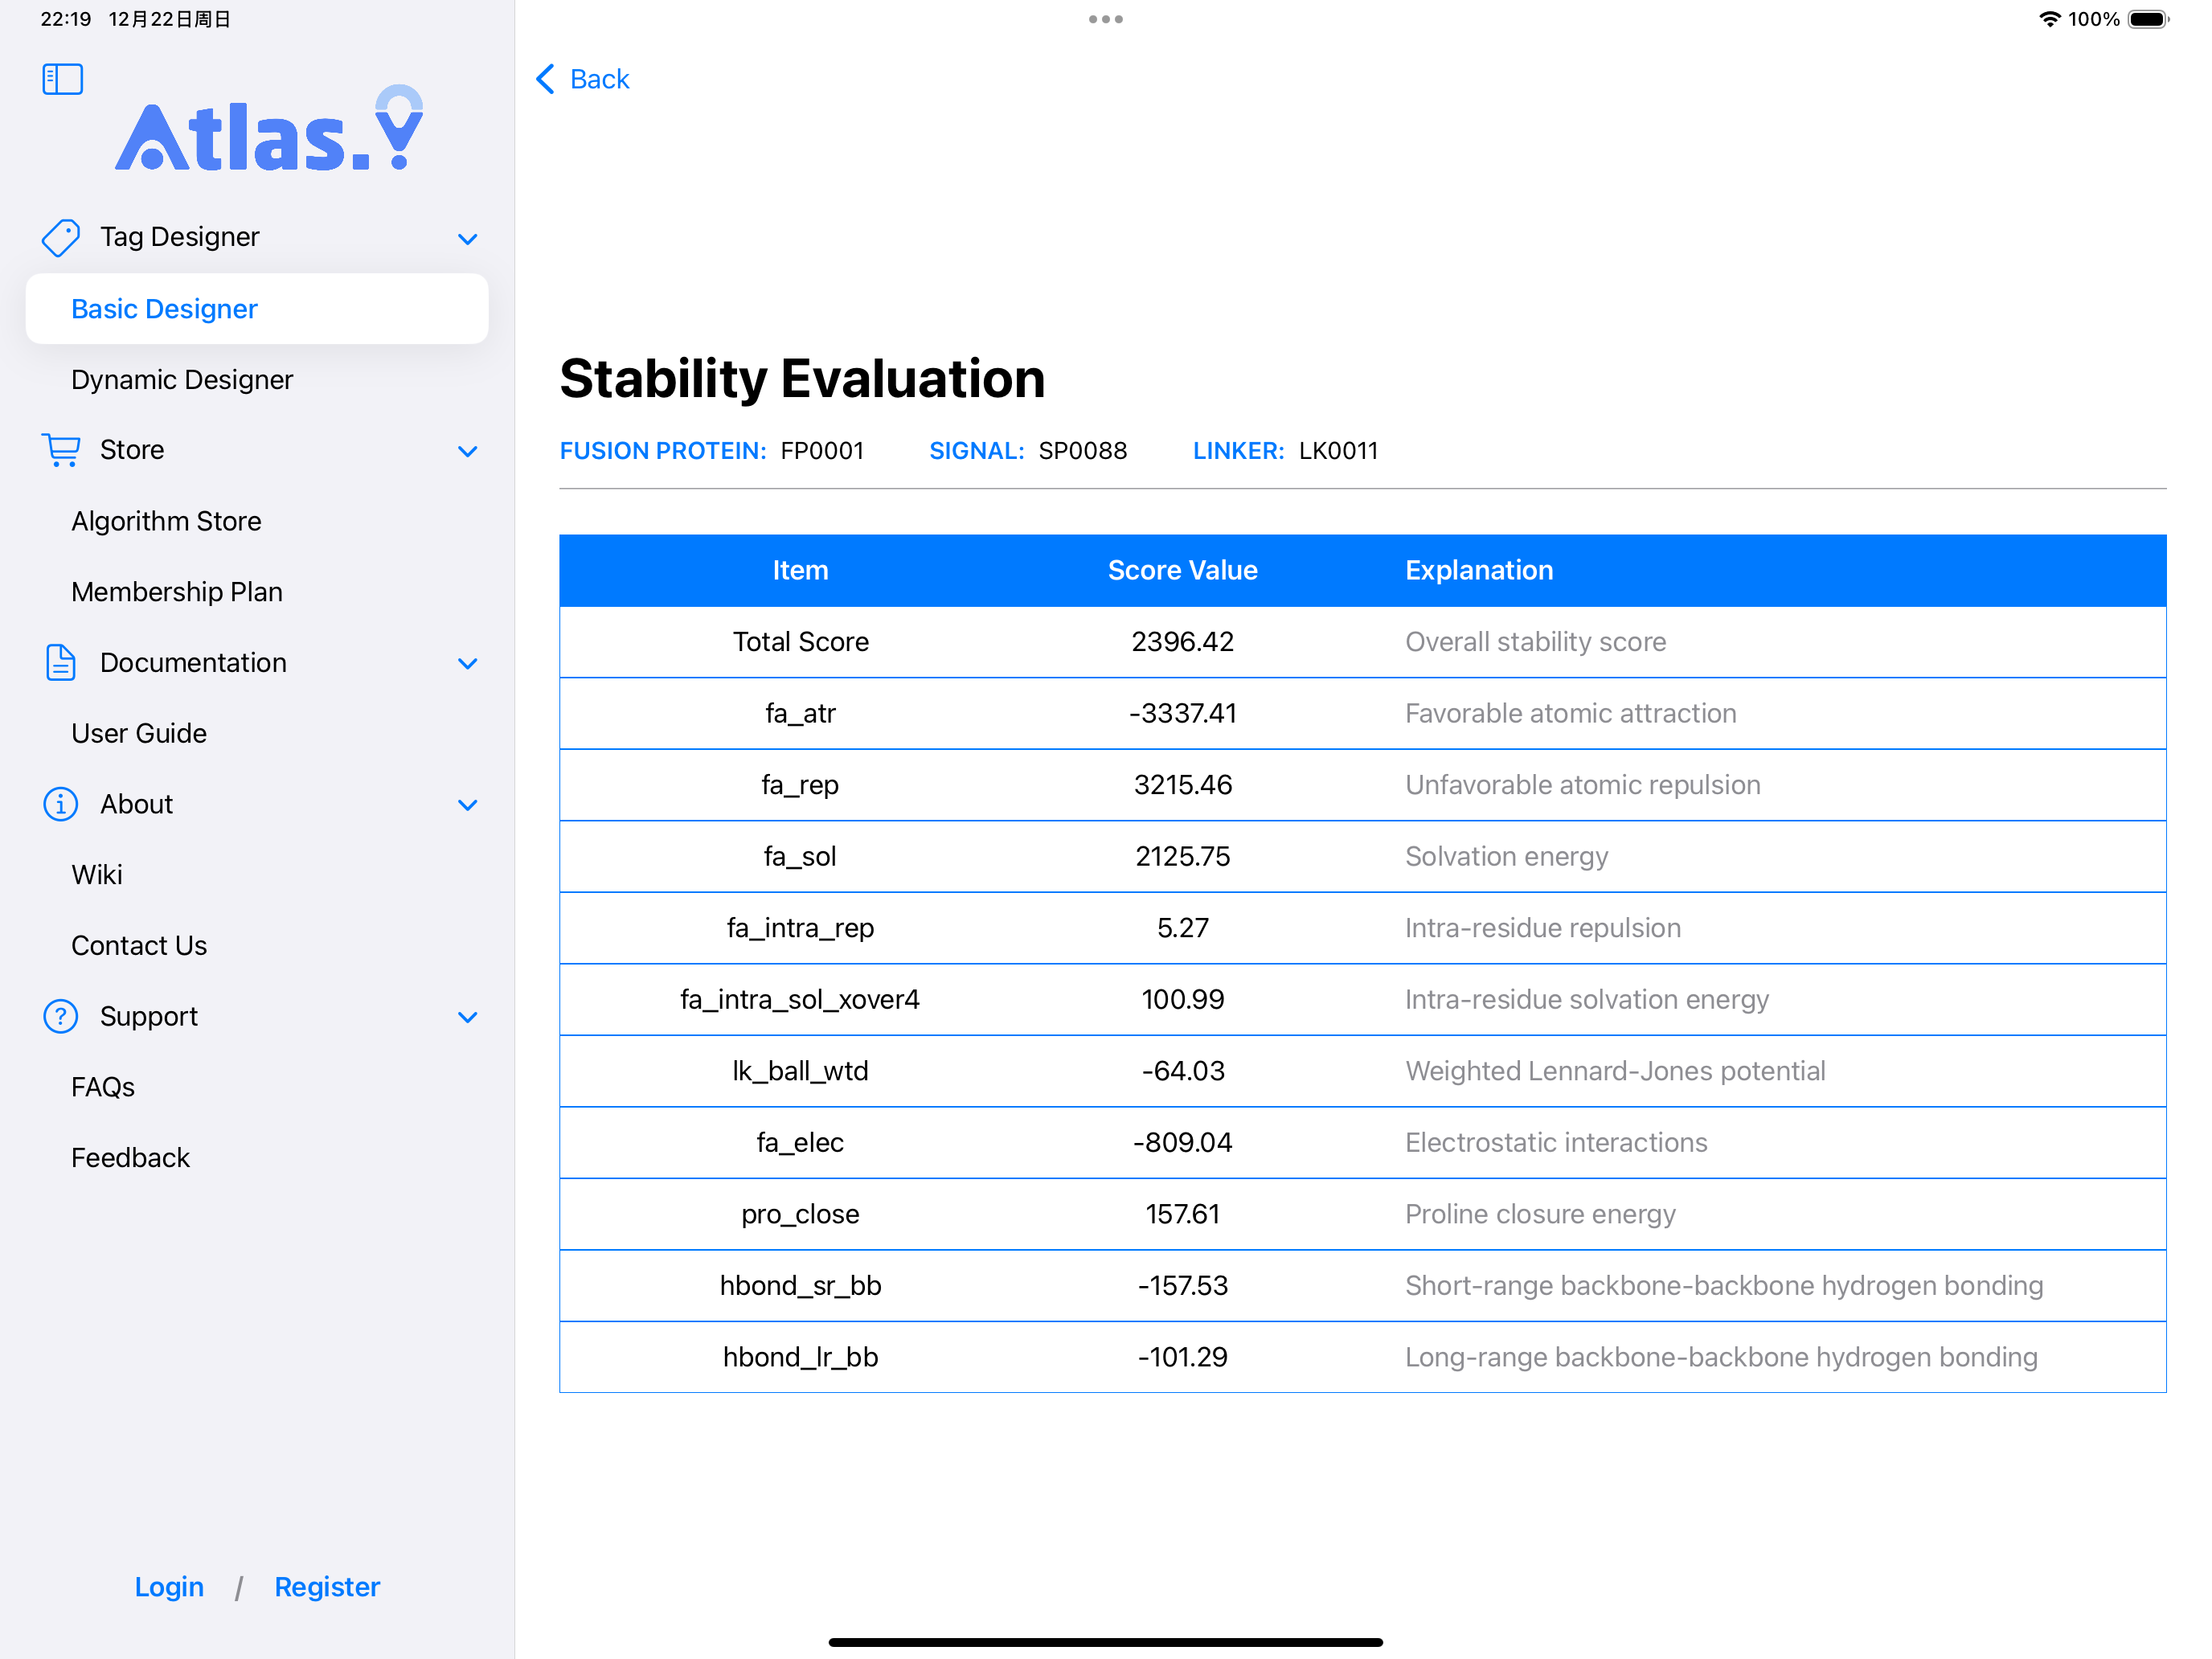 22:19 12月22日周日
100%
Atlas.
Tag Designer
Basic Designer
Dynamic Designer
Store
Algorithm Store
Membership Plan
Documentation
User Guide
About
Wiki
Contact Us
Support
FAQs
Feedback
Login / Register
Back
Stability Evaluation
FUSION PROTEIN: FP0001 SIGNAL: SP0088 LINKER: LK0011
Item Score Value Explanation
Total Score 2396.42 Overall stability score
fa_atr -3337.41 Favorable atomic attraction
fa_rep 3215.46 Unfavorable atomic repulsion
fa_sol 2125.75 Solvation energy
fa_intra_rep 5.27 Intra-residue repulsion
fa_intra_sol_xover4 100.99 Intra-residue solvation energy
lk_ball_wtd -64.03 Weighted Lennard-Jones potential
fa_elec -809.04 Electrostatic interactions
pro_close 157.61 Proline closure energy
hbond_sr_bb -157.53 Short-range backbone-backbone hydrogen bonding
hbond_lr_bb -101.29 Long-range backbone-backbone hydrogen bonding